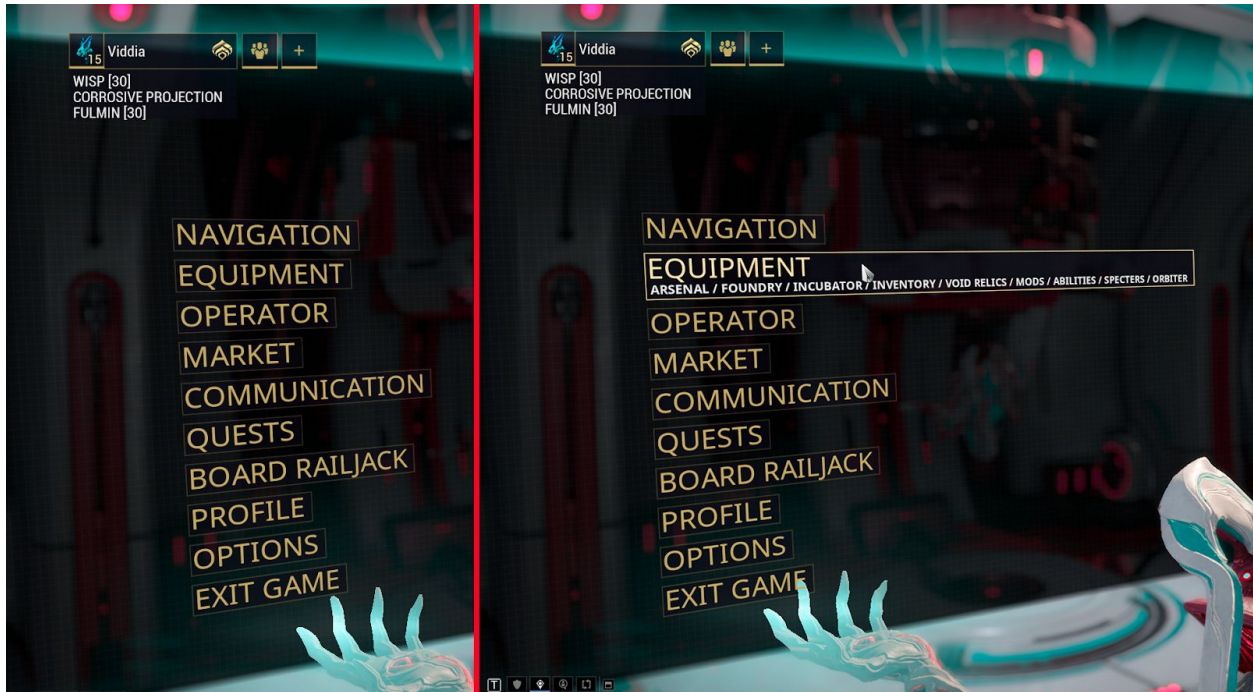 15 Viddia
WISP [30]
CORROSIVE PROJECTION
FULMIN [30]
NAVIGATION
EQUIPMENT
OPERATOR
MARKET
COMMUNICATION
QUESTS
BOARD RAILJACK
PROFILE
OPTIONS
EXIT GAME
15 Viddia
WISP [30]
CORROSIVE PROJECTION
FULMIN [30]
NAVIGATION
EQUIPMENT
ARSENAL / FOUNDRY / INCUBATOR / INVENTORY / VOID RELICS / MODS / ABILITIES / SPECTERS / ORBITER
OPERATOR
MARKET
COMMUNICATION
QUESTS
BOARD RAILJACK
PROFILE
OPTIONS
EXIT GAME
T